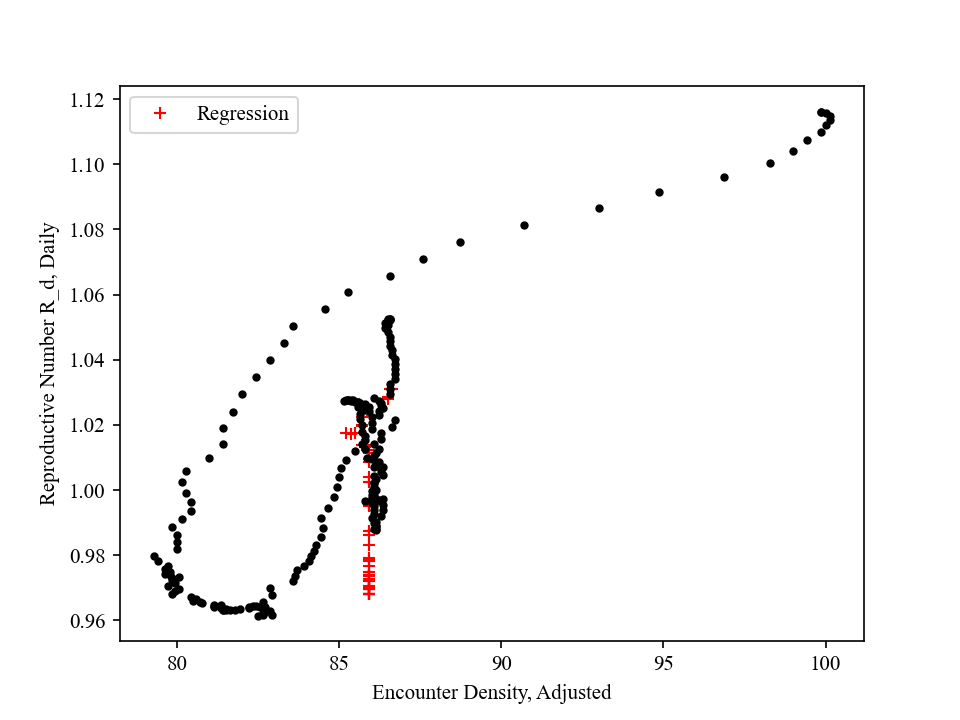 Regression
1.12
1.10
1.08
1.06
1.04
1.02
1.00
0.98
0.96
Reproductive Number R_d, Daily
80 85 90 95 100
Encounter Density, Adjusted